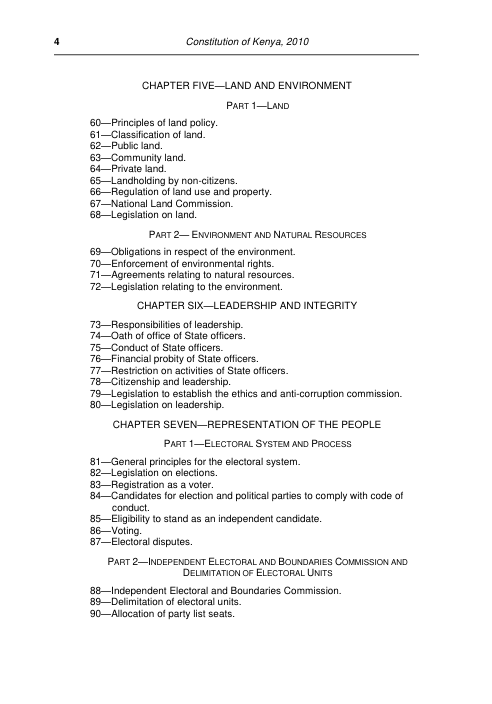 4 Constitution of Kenya, 2010
CHAPTER FIVE—LAND AND ENVIRONMENT
PART 1—LAND
60—Principles of land policy.
61—Classification of land.
62—Public land.
63—Community land.
64—Private land.
65—Landholding by non-citizens.
66—Regulation of land use and property.
67—National Land Commission.
68—Legislation on land.
PART 2— ENVIRONMENT AND NATURAL RESOURCES
69—Obligations in respect of the environment.
70—Enforcement of environmental rights.
71—Agreements relating to natural resources.
72—Legislation relating to the environment.
CHAPTER SIX—LEADERSHIP AND INTEGRITY
73—Responsibilities of leadership.
74—Oath of office of State officers.
75—Conduct of State officers.
76—Financial probity of State officers.
77—Restriction on activities of State officers.
78—Citizenship and leadership.
79—Legislation to establish the ethics and anti-corruption commission.
80—Legislation on leadership.
CHAPTER SEVEN—REPRESENTATION OF THE PEOPLE
PART 1—ELECTORAL SYSTEM AND PROCESS
81—General principles for the electoral system.
82—Legislation on elections.
83—Registration as a voter.
84—Candidates for election and political parties to comply with code of
conduct.
85—Eligibility to stand as an independent candidate.
86—Voting.
87—Electoral disputes.
PART 2—INDEPENDENT ELECTORAL AND BOUNDARIES COMMISSION AND
DELIMITATION OF ELECTORAL UNITS
88—Independent Electoral and Boundaries Commission.
89—Delimitation of electoral units.
90—Allocation of party list seats.